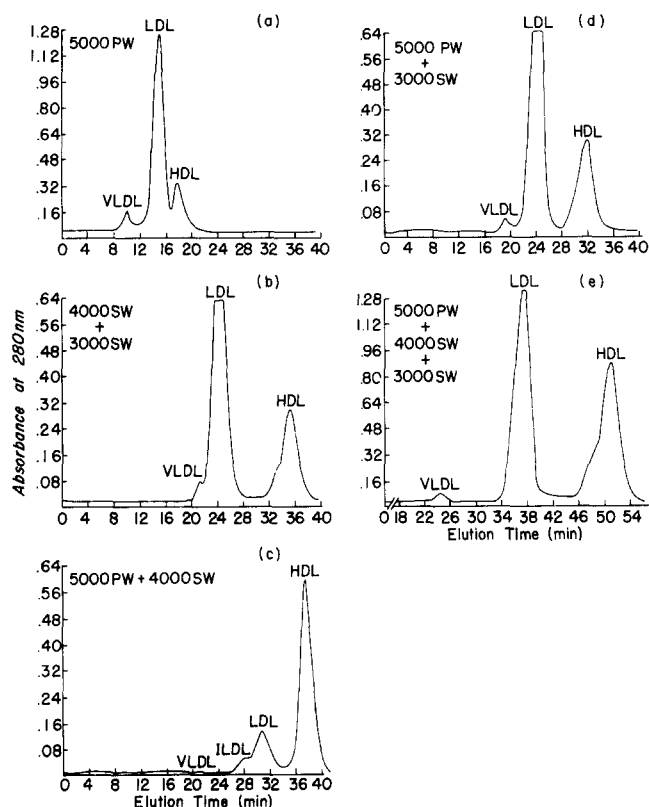 (a)
5000 PW
LDL
HDL
VLDL
1.28
1.12
.96
.80
.64
.48
.32
.16
0 4 8 12 16 20 24 28 32 36 40
(b)
4000 SW
+
3000 SW
LDL
HDL
VLDL
.64
.56
.48
.40
.32
.24
.16
.08
0 4 8 12 16 20 24 28 32 36 40
Absorbance at 280nm
(c)
5000 PW + 4000 SW
HDL
LDL
ILDL
VLDL
.64
.56
.48
.40
.32
.24
.16
.08
0 4 8 12 16 20 24 28 32 36 40
Elution Time (min)
(d)
5000 PW
+
3000 SW
LDL
HDL
VLDL
.64
.56
.48
.40
.32
.24
.16
.08
0 4 8 12 16 20 24 28 32 36 40
(e)
5000 PW
+
4000 SW
+
3000 SW
LDL
HDL
VLDL
1.28
1.12
.96
.80
.64
.48
.32
.16
0 18 22 26 30 34 38 42 46 50 54 56
Elution Time (min)